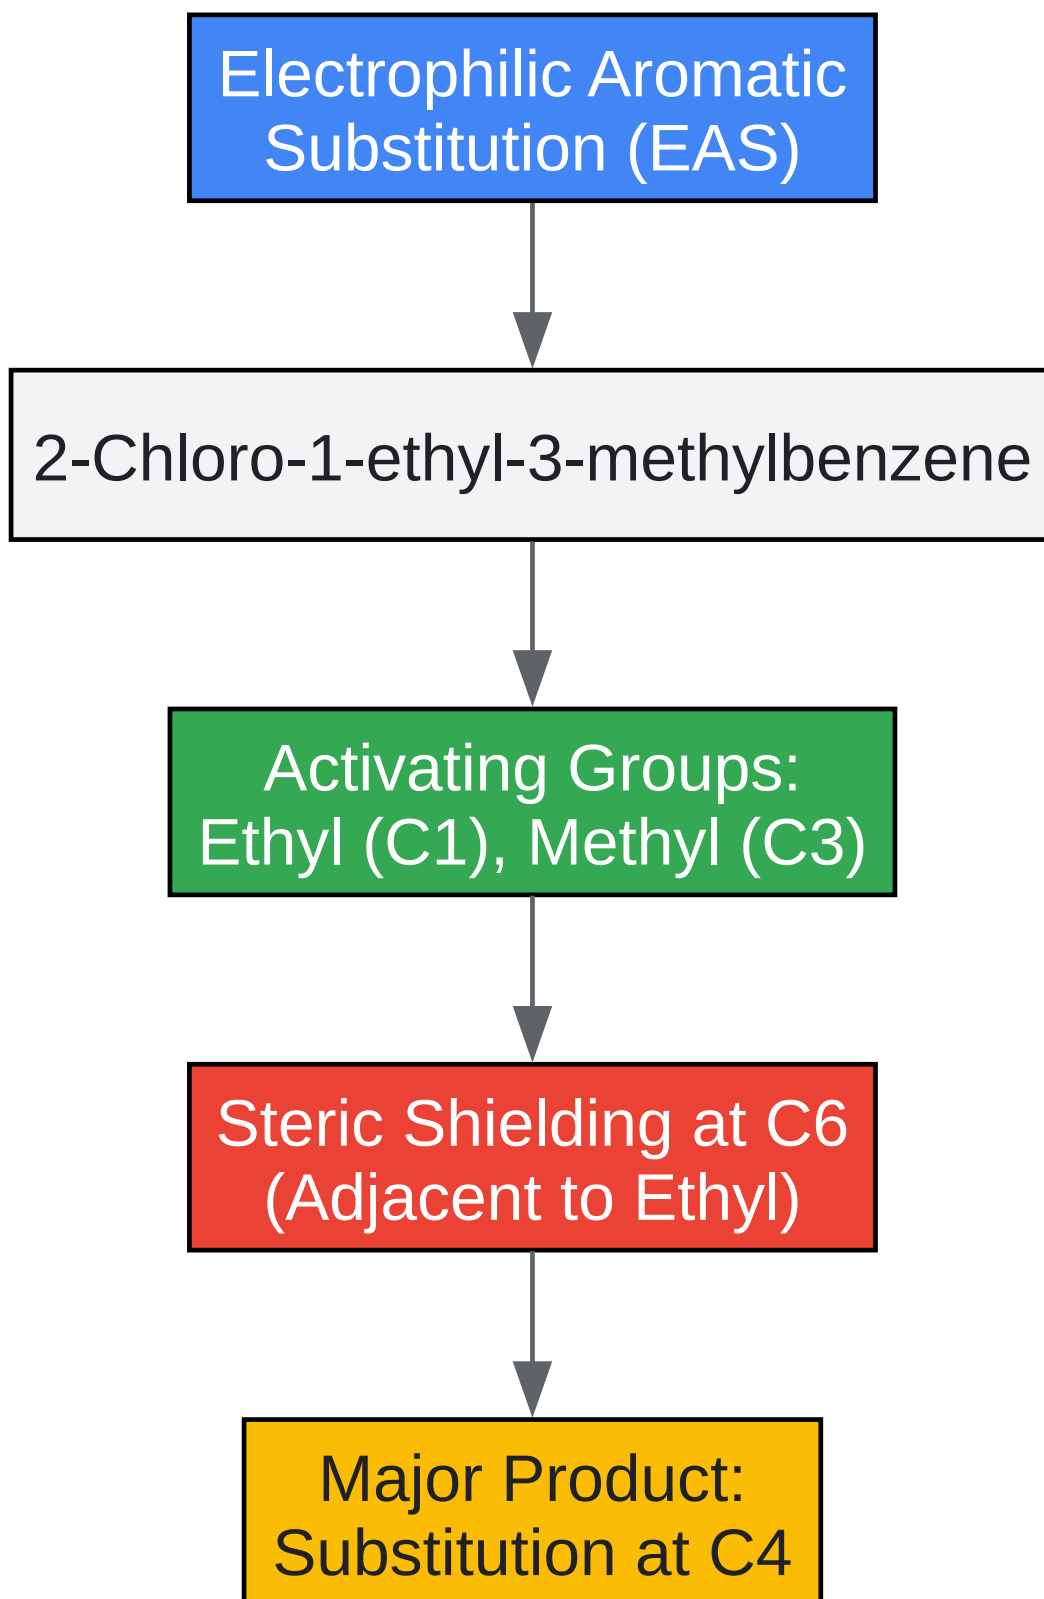 Electrophilic Aromatic
Substitution (EAS)
2-Chloro-1-ethyl-3-methylbenzene
Activating Groups:
Ethyl (C1), Methyl (C3)
Steric Shielding at C6
(Adjacent to Ethyl)
Major Product:
Substitution at C4